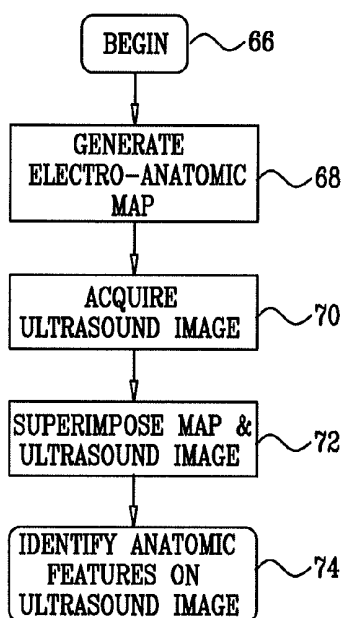 BEGIN
66
GENERATE
ELECTRO-ANATOMIC
MAP
68
ACQUIRE
ULTRASOUND IMAGE
70
SUPERIMPOSE MAP &
ULTRASOUND IMAGE
72
IDENTIFY ANATOMIC
FEATURES ON
ULTRASOUND IMAGE
74